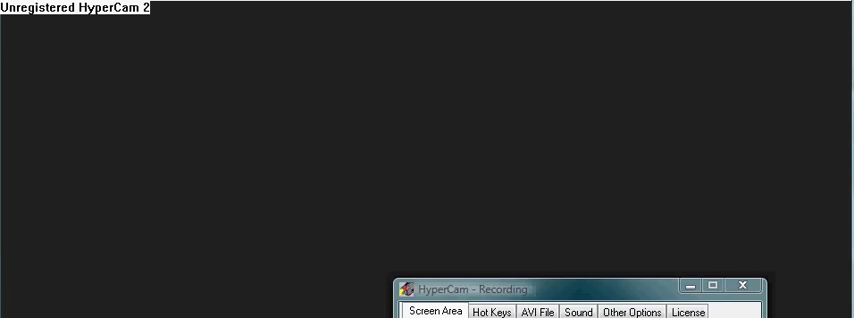 Unregistered HyperCam 2
HyperCam - Recording
Screen Area Hot Keys AVI File Sound Other Options License